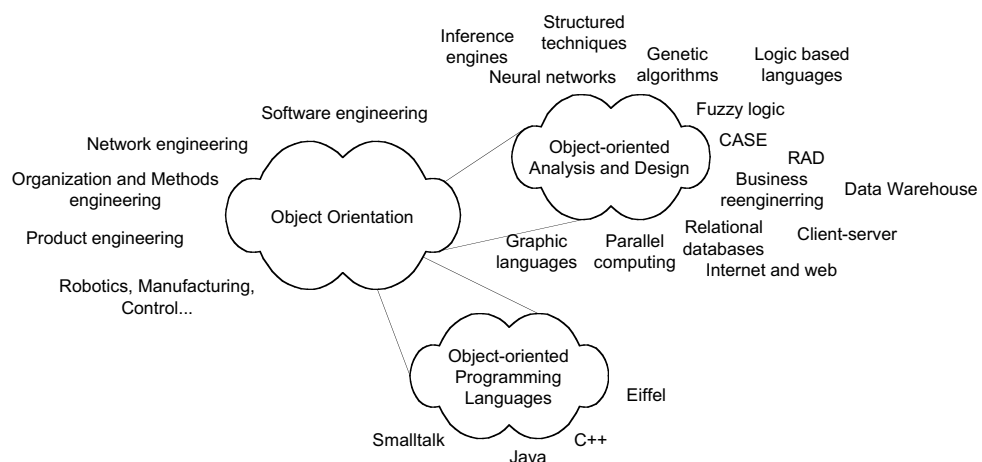 Structured
techniques
Inference
engines
Genetic
algorithms
Logic based
languages
Neural networks
Software engineering
Fuzzy logic
Network engineering
Object-oriented
Analysis and Design
CASE
RAD
Organization and Methods
engineering
Business
reenginerring
Data Warehouse
Object Orientation
Product engineering
Graphic
languages
Parallel
computing
Relational
databases
Client-server
Internet and web
Robotics, Manufacturing,
Control...
Object-oriented
Programming
Languages
Eiffel
Smalltalk
C++
Java